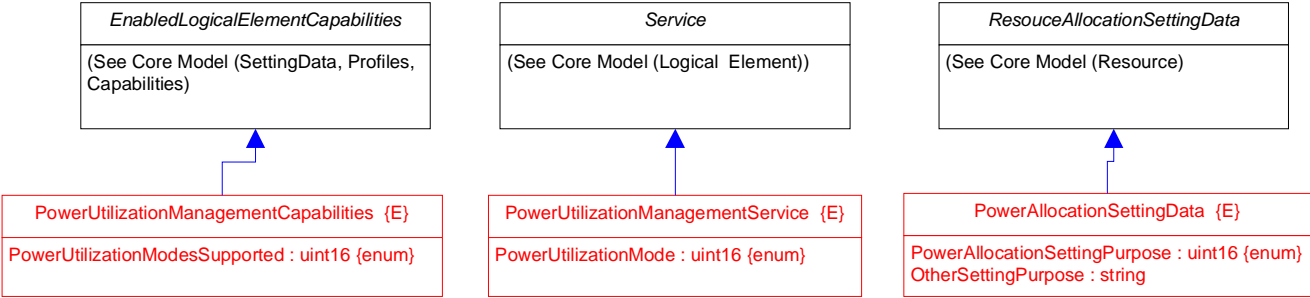 EnabledLogicalElementCapabilities
(See Core Model (SettingData, Profiles,
Capabilities)
Service
(See Core Model (Logical Element))
ResouceAllocationSettingData
(See Core Model (Resource)
PowerUtilizationManagementCapabilities {E}
PowerUtilizationModesSupported : uint16 {enum}
PowerUtilizationManagementService {E}
PowerUtilizationMode : uint16 {enum}
PowerAllocationSettingData {E}
PowerAllocationSettingPurpose : uint16 {enum}
OtherSettingPurpose : string